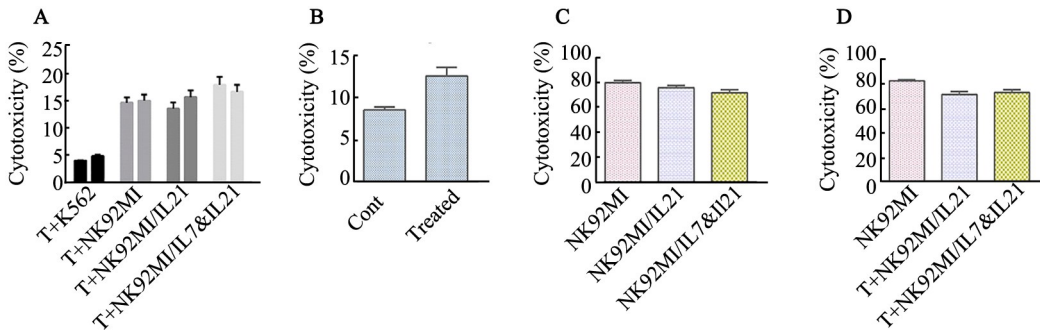 A
Cytotoxicity (%)
25
20
15
10
5
0
T+K562
T+NK92MI
T+NK92MI/IL21
T+NK92MI/IL7&IL21
B
Cytotoxicity (%)
15
10
5
0
Cont
Treated
C
Cytotoxicity (%)
100
80
60
80
20
0
NK92MI
NK92MI/IL21
NK92MI/IL7&Il21
D
Cytotoxicity (%)
100
80
60
80
20
0
NK92MI
T+NK92MI/IL21
T+NK92MI/IL7&IL21